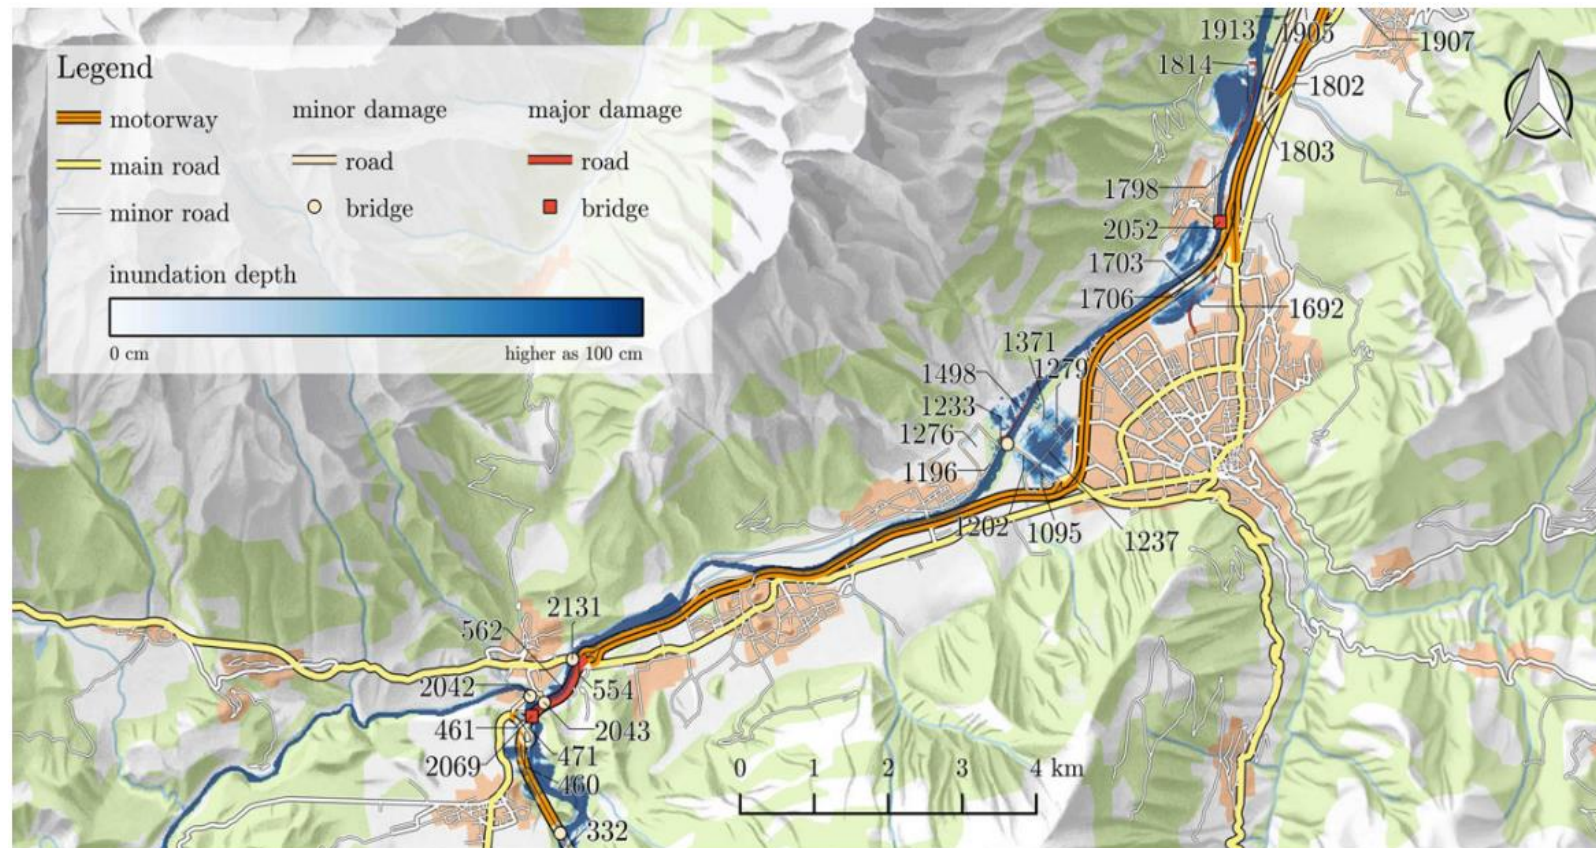 Legend
motorway
main road
minor road
minor damage
road
bridge
major damage
road
bridge
inundation depth
0 cm higher as 100 cm
1913 1905 1907
1814
1802
1803
1798
2052
1703
1706 1692
1371
1279
1498
1233
1276
1196
1202 1095 1237
2131
562
2042 554
461 2043
2069 471
460
332
0 1 2 3 4 km